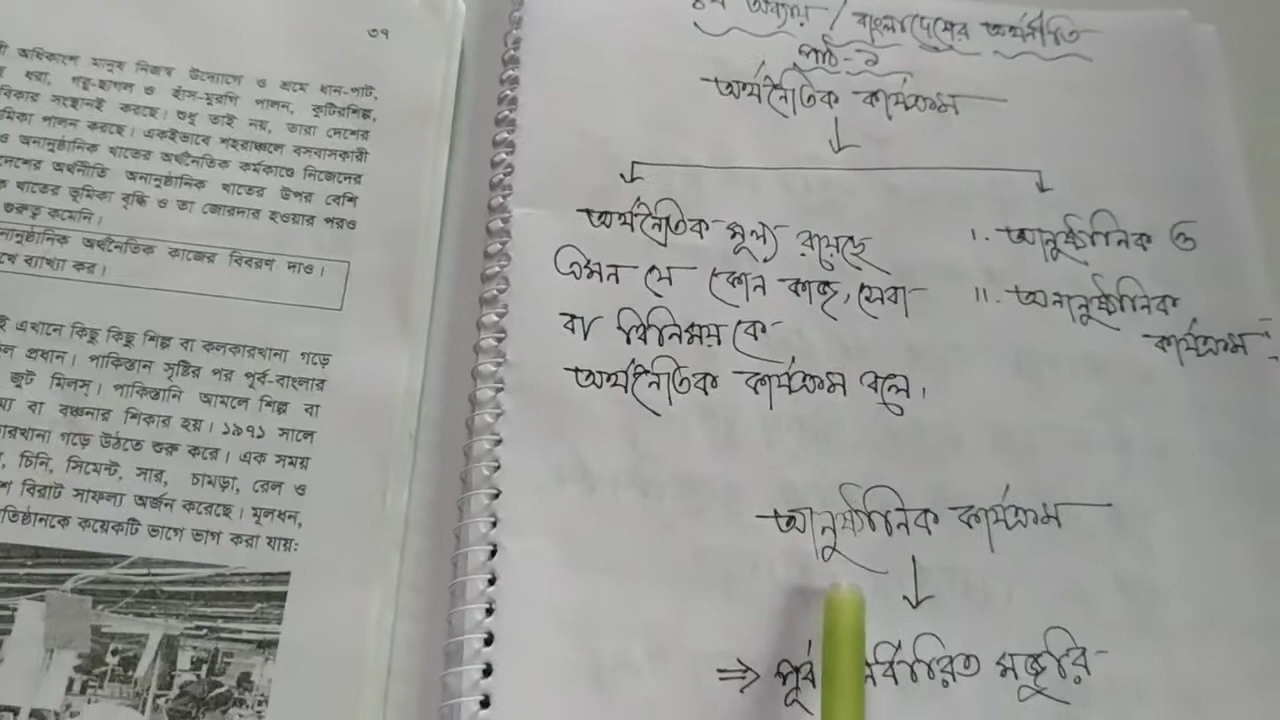 ৩৭
অধিকাংশ মানুষ নিজস্ব উদ্যোগে ও শ্রমে ধান-পাট,
ধরা, গরু-ছাগল ও হাঁস-মুরগি পালন, কুটিরশিল্প,
সংস্থানই করছে। শুধু তাই নয়, তারা দেশের
পালন করছে। একইভাবে শহরাঞ্চলে বসবাসকারী
ও অনানুষ্ঠানিক খাতের অর্থনৈতিক কর্মকাণ্ডে নিজেদের
দেশের অর্থনীতি অনানুষ্ঠানিক খাতের উপর বেশি
খাতের ভূমিকা বৃদ্ধি ও তা জোরদার হওয়ার পরও
গুরুত্ব কমেনি।
অর্থনৈতিক কাজের বিবরণ দাও।
ব্যাখ্যা কর।
এখানে কিছু কিছু শিল্প বা কলকারখানা গড়ে
প্রধান। পাকিস্তান সৃষ্টির পর পূর্ব-বাংলার
জুট মিলস্। পাকিস্তানি আমলে শিল্প বা
বা বঞ্চনার শিকার হয়। ১৯৭১ সালে
গড়ে উঠতে শুরু করে। এক সময়
চিনি, সিমেন্ট, সার, চামড়া, রেল ও
বিরাট সাফল্য অর্জন করেছে। মূলধন,
কয়েকটি ভাগে ভাগ করা যায়:
অধ্যায় / বাংলাদেশের অর্থনীতি
পাঠ-১
অর্থনৈতিক কার্যক্রম
অর্থনৈতিক মূল্য রয়েছে
এমন যে কোন কাজ, সেবা
বা বিনিময় কে
অর্থনৈতিক কার্যক্রম বলে।
i. আনুষ্ঠানিক ও
ii. অনানুষ্ঠানিক
কার্যক্রম
আনুষ্ঠানিক কার্যক্রম
⇒ পূর্ব মজুরি